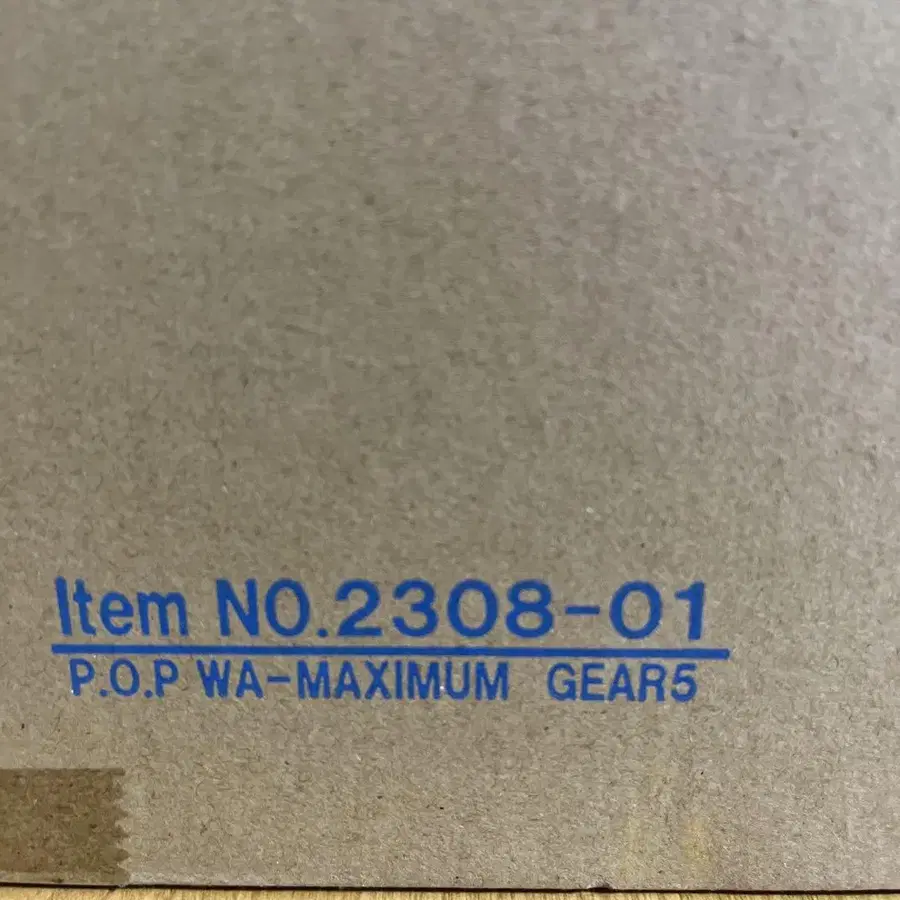 Item NO.2308-01
P.O.P WA-MAXIMUM GEAR5